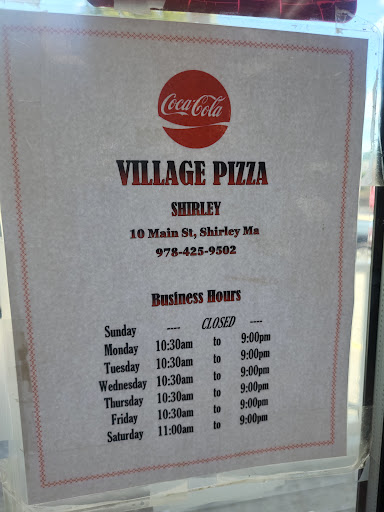 Coca-Cola
VILLAGE PIZZA
SHIRLEY
10 Main St, Shirley Ma
978-425-9502
Business Hours
Sunday ---- CLOSED ----
Monday 10:30am to 9:00pm
Tuesday 10:30am to 9:00pm
Wednesday 10:30am to 9:00pm
Thursday 10:30am to 9:00pm
Friday 10:30am to 9:00pm
Saturday 11:00am to 9:00pm